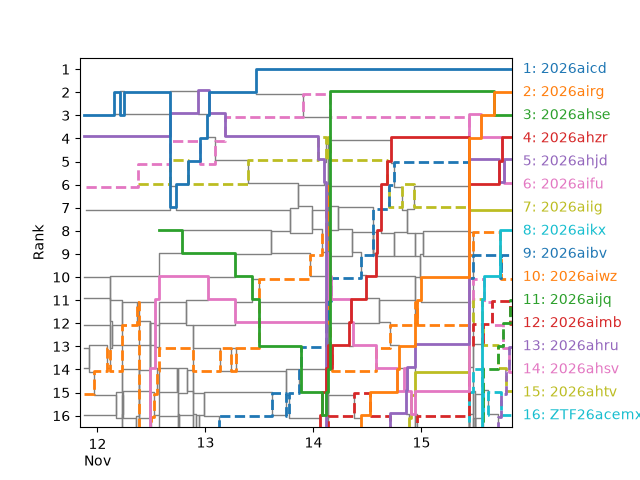 1
2
3
4
5
6
7
8
9
10
11
12
13
14
15
16
Rank
12
13
14
15
Nov
1: 2026aicd
2: 2026airg
3: 2026ahse
4: 2026ahzr
5: 2026ahjd
6: 2026aifu
7: 2026aiig
8: 2026aikx
9: 2026aibv
10: 2026aiwz
11: 2026aijq
12: 2026aimb
13: 2026ahru
14: 2026ahsv
15: 2026ahtv
16: ZTF26acemx